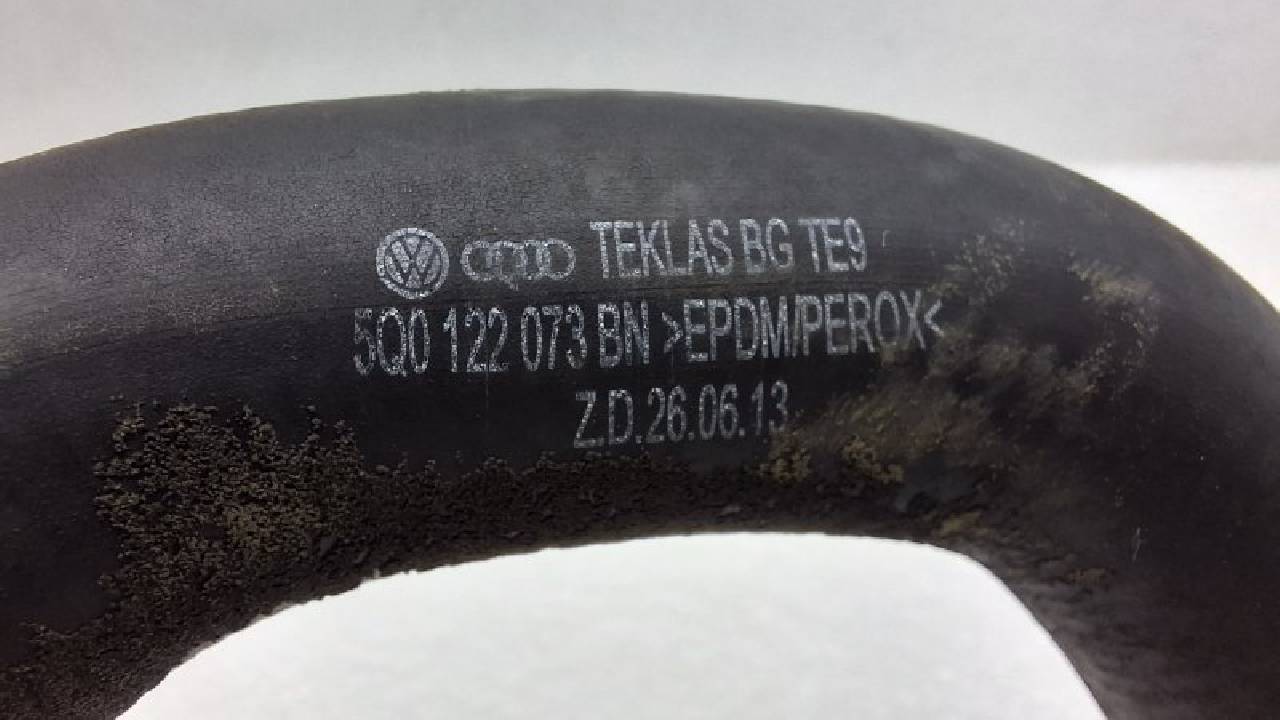 TEKLAS BG TE9
5Q0 122 073 BN >EPDM/PEROX<
Z.D.26.06.13